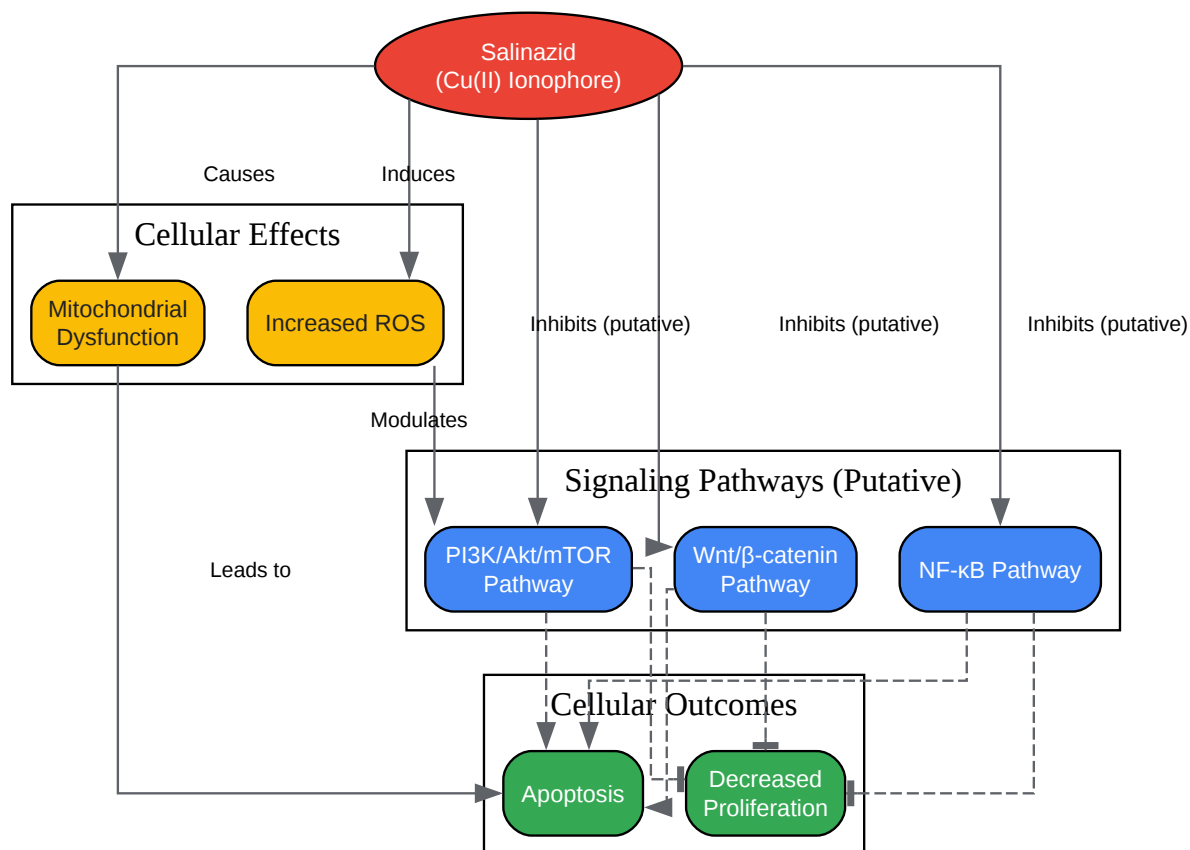 Salinazid
(Cu(II) Ionophore)
Causes
Induces
Cellular Effects
Mitochondrial
Dysfunction
Increased ROS
Inhibits (putative)
Inhibits (putative)
Inhibits (putative)
Modulates
Signaling Pathways (Putative)
PI3K/Akt/mTOR
Pathway
Wnt/β-catenin
Pathway
NF-κB Pathway
Leads to
Cellular Outcomes
Apoptosis
Decreased
Proliferation